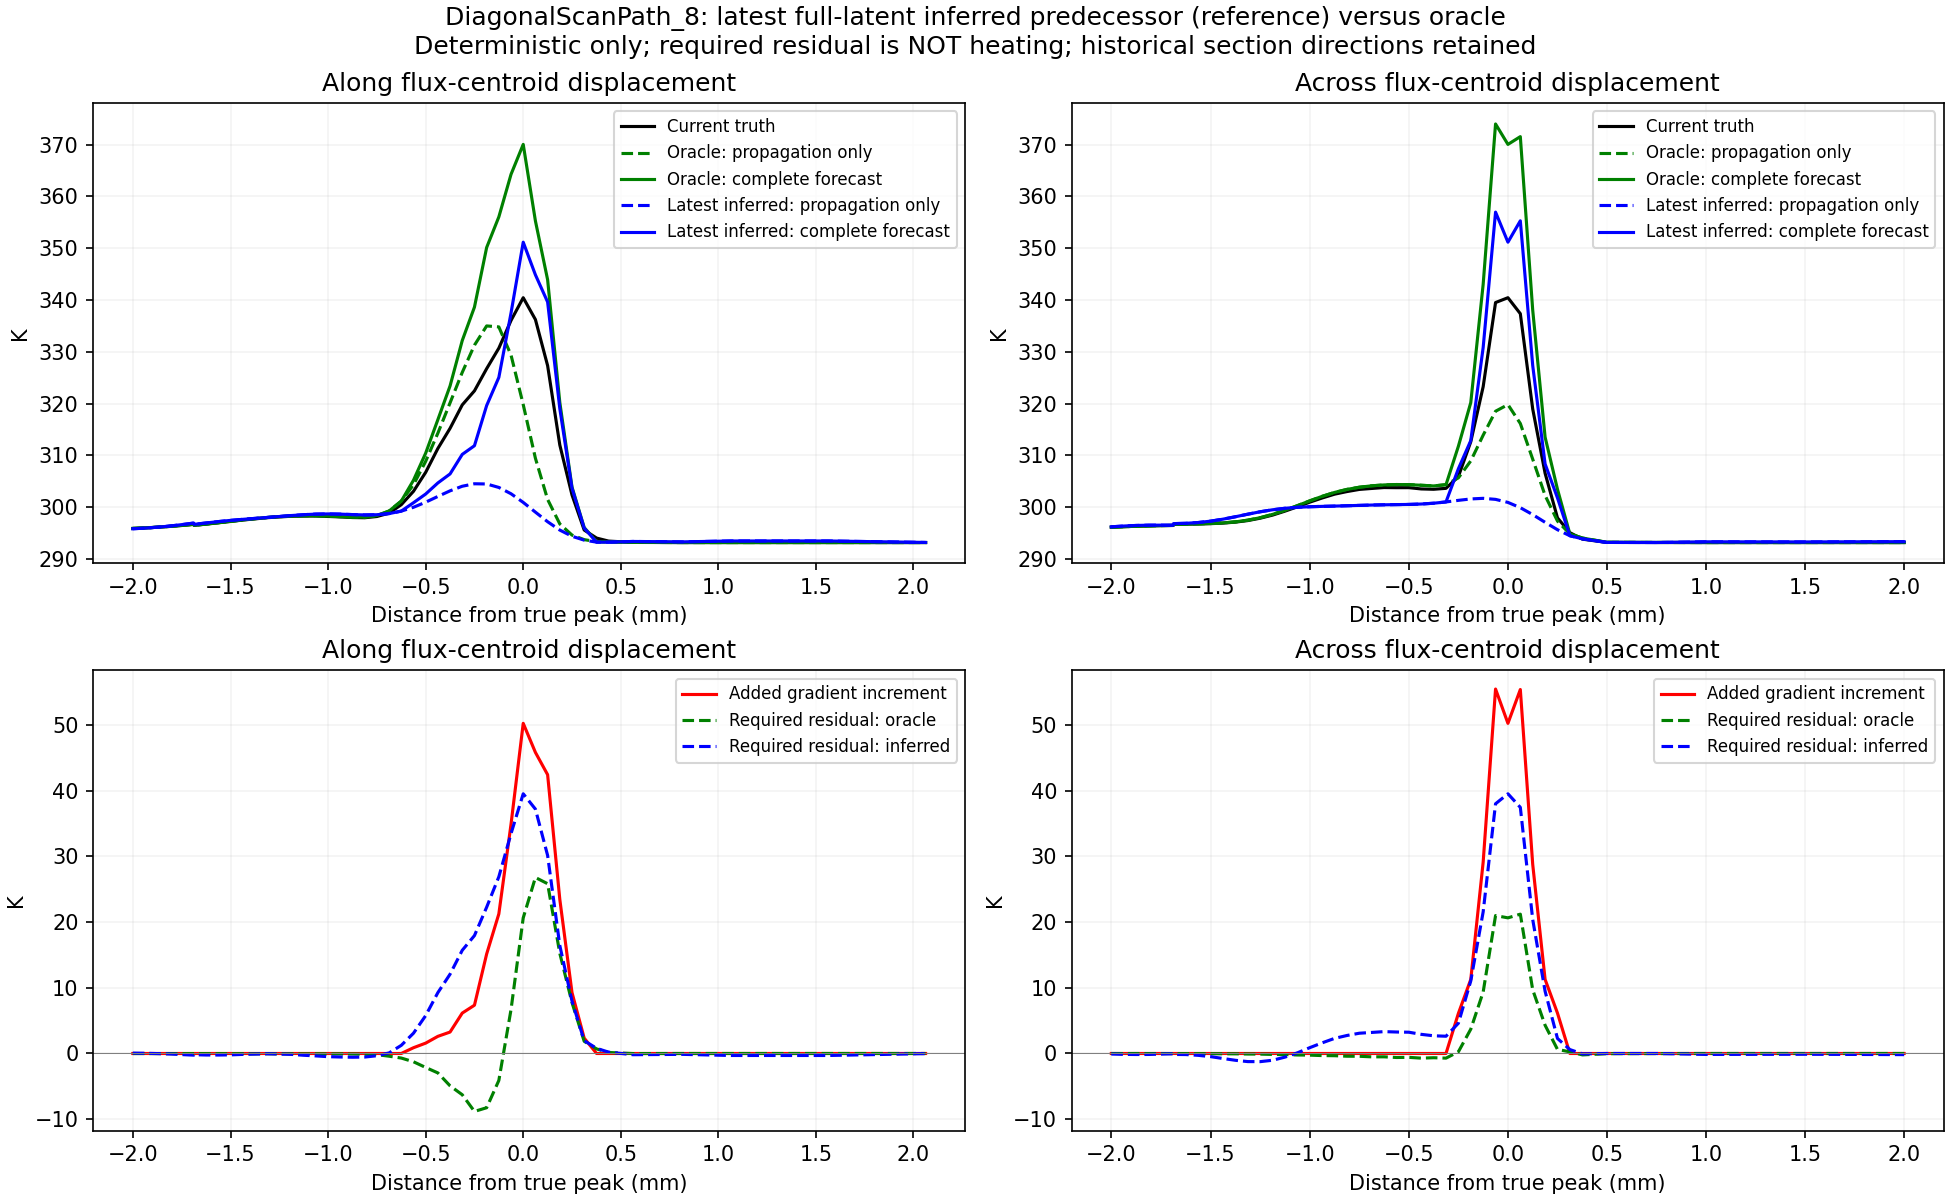 DiagonalScanPath_8: latest full-latent inferred predecessor (reference) versus oracle
Deterministic only; required residual is NOT heating; historical section directions retained
Along flux-centroid displacement
370
360
350
340
330
320
310
300
290
K
Current truth
Oracle: propagation only
Oracle: complete forecast
Latest inferred: propagation only
Latest inferred: complete forecast
−2.0 −1.5 −1.0 −0.5 0.0 0.5 1.0 1.5 2.0
Distance from true peak (mm)
Across flux-centroid displacement
370
360
350
340
330
320
310
300
290
K
Current truth
Oracle: propagation only
Oracle: complete forecast
Latest inferred: propagation only
Latest inferred: complete forecast
−2.0 −1.5 −1.0 −0.5 0.0 0.5 1.0 1.5 2.0
Distance from true peak (mm)
Along flux-centroid displacement
50
40
30
20
10
0
−10
K
Added gradient increment
Required residual: oracle
Required residual: inferred
−2.0 −1.5 −1.0 −0.5 0.0 0.5 1.0 1.5 2.0
Distance from true peak (mm)
Across flux-centroid displacement
50
40
30
20
10
0
−10
K
Added gradient increment
Required residual: oracle
Required residual: inferred
−2.0 −1.5 −1.0 −0.5 0.0 0.5 1.0 1.5 2.0
Distance from true peak (mm)